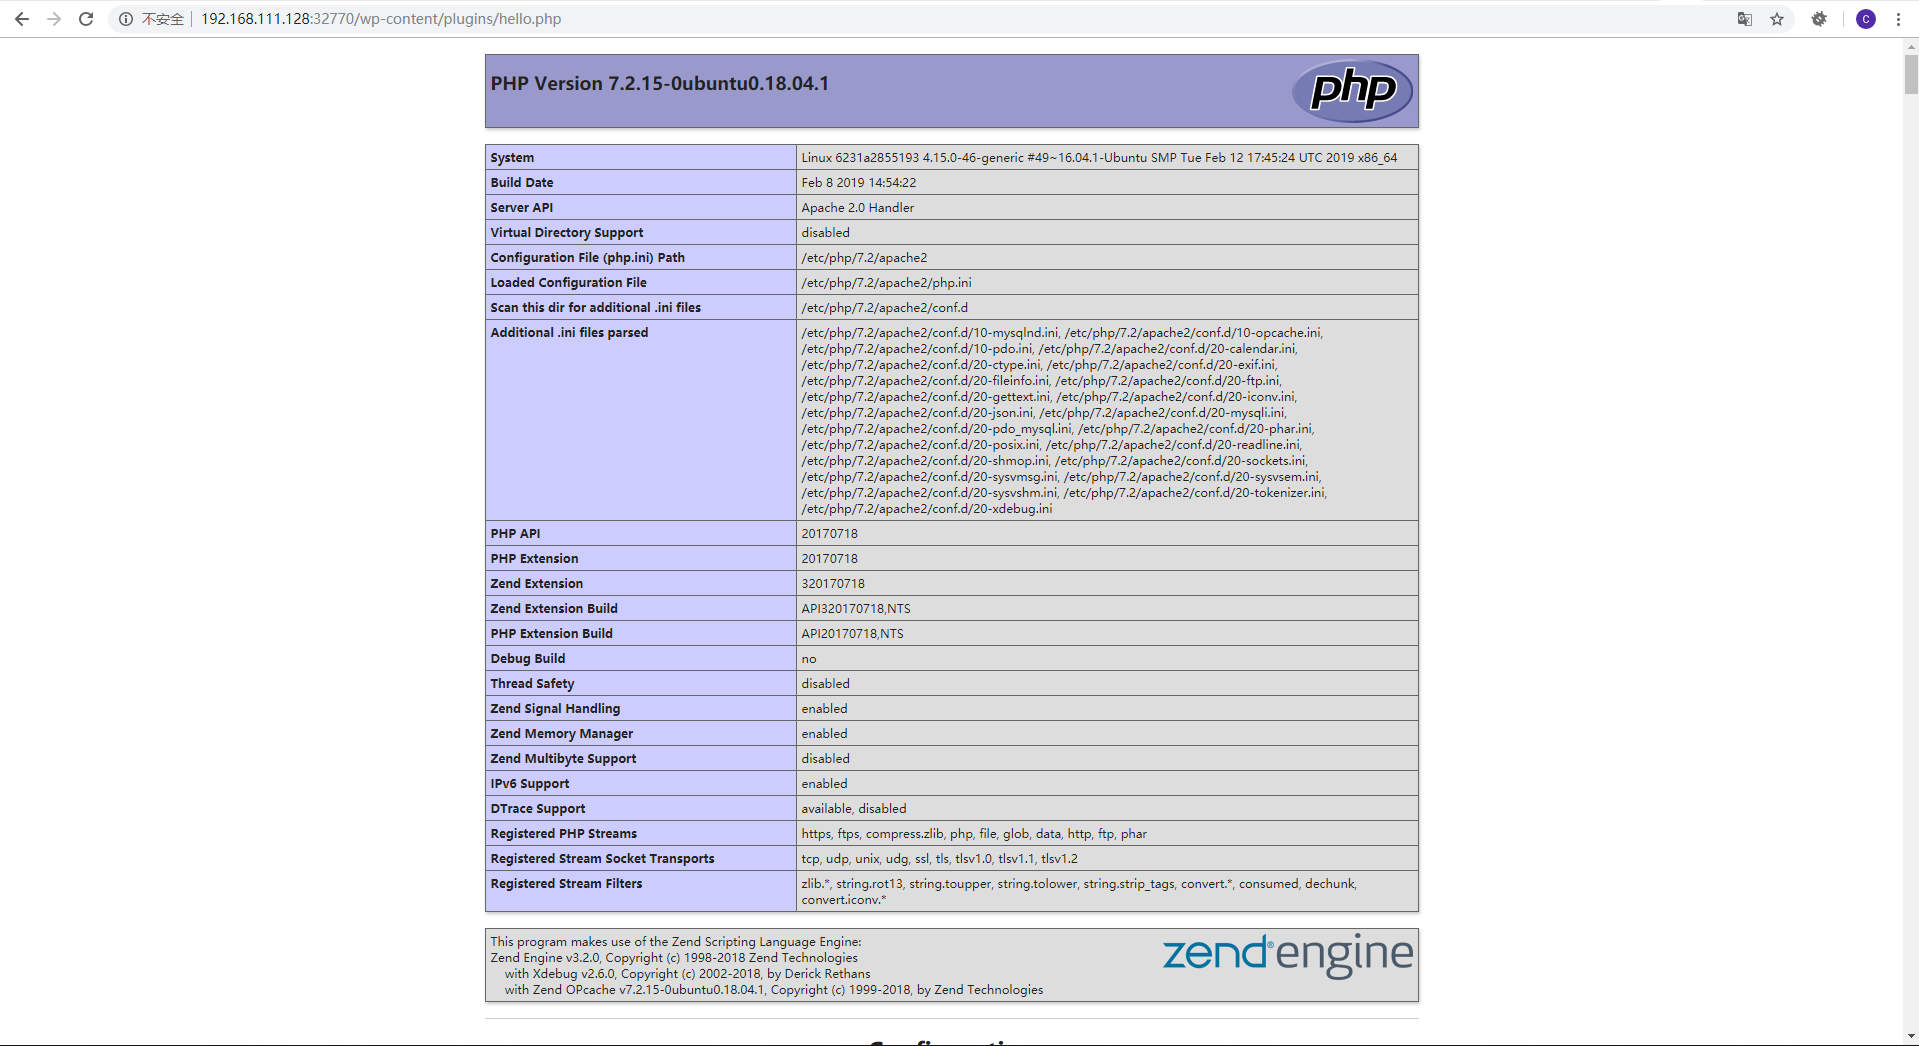 不安全 192.168.111.128:32770/wp-content/plugins/hello.php
C
PHP Version 7.2.15-0ubuntu0.18.04.1
php
System Linux 6231a2855193 4.15.0-46-generic #49~16.04.1-Ubuntu SMP Tue Feb 12 17:45:24 UTC 2019 x86_64
Build Date Feb 8 2019 14:54:22
Server API Apache 2.0 Handler
Virtual Directory Support disabled
Configuration File (php.ini) Path /etc/php/7.2/apache2
Loaded Configuration File /etc/php/7.2/apache2/php.ini
Scan this dir for additional .ini files /etc/php/7.2/apache2/conf.d
Additional .ini files parsed /etc/php/7.2/apache2/conf.d/10-mysqlnd.ini, /etc/php/7.2/apache2/conf.d/10-opcache.ini,
/etc/php/7.2/apache2/conf.d/10-pdo.ini, /etc/php/7.2/apache2/conf.d/20-calendar.ini,
/etc/php/7.2/apache2/conf.d/20-ctype.ini, /etc/php/7.2/apache2/conf.d/20-exif.ini,
/etc/php/7.2/apache2/conf.d/20-fileinfo.ini, /etc/php/7.2/apache2/conf.d/20-ftp.ini,
/etc/php/7.2/apache2/conf.d/20-gettext.ini, /etc/php/7.2/apache2/conf.d/20-iconv.ini,
/etc/php/7.2/apache2/conf.d/20-json.ini, /etc/php/7.2/apache2/conf.d/20-mysqli.ini,
/etc/php/7.2/apache2/conf.d/20-pdo_mysql.ini, /etc/php/7.2/apache2/conf.d/20-phar.ini,
/etc/php/7.2/apache2/conf.d/20-posix.ini, /etc/php/7.2/apache2/conf.d/20-readline.ini,
/etc/php/7.2/apache2/conf.d/20-shmop.ini, /etc/php/7.2/apache2/conf.d/20-sockets.ini,
/etc/php/7.2/apache2/conf.d/20-sysvmsg.ini, /etc/php/7.2/apache2/conf.d/20-sysvsem.ini,
/etc/php/7.2/apache2/conf.d/20-sysvshm.ini, /etc/php/7.2/apache2/conf.d/20-tokenizer.ini,
/etc/php/7.2/apache2/conf.d/20-xdebug.ini
PHP API 20170718
PHP Extension 20170718
Zend Extension 320170718
Zend Extension Build API320170718,NTS
PHP Extension Build API20170718,NTS
Debug Build no
Thread Safety disabled
Zend Signal Handling enabled
Zend Memory Manager enabled
Zend Multibyte Support disabled
IPv6 Support enabled
DTrace Support available, disabled
Registered PHP Streams https, ftps, compress.zlib, php, file, glob, data, http, ftp, phar
Registered Stream Socket Transports tcp, udp, unix, udg, ssl, tls, tlsv1.0, tlsv1.1, tlsv1.2
Registered Stream Filters zlib.*, string.rot13, string.toupper, string.tolower, string.strip_tags, convert.*, consumed, dechunk,
convert.iconv.*
This program makes use of the Zend Scripting Language Engine:
Zend Engine v3.2.0, Copyright (c) 1998-2018 Zend Technologies
with Xdebug v2.6.0, Copyright (c) 2002-2018, by Derick Rethans
with Zend OPcache v7.2.15-0ubuntu0.18.04.1, Copyright (c) 1999-2018, by Zend Technologies
zend® engine